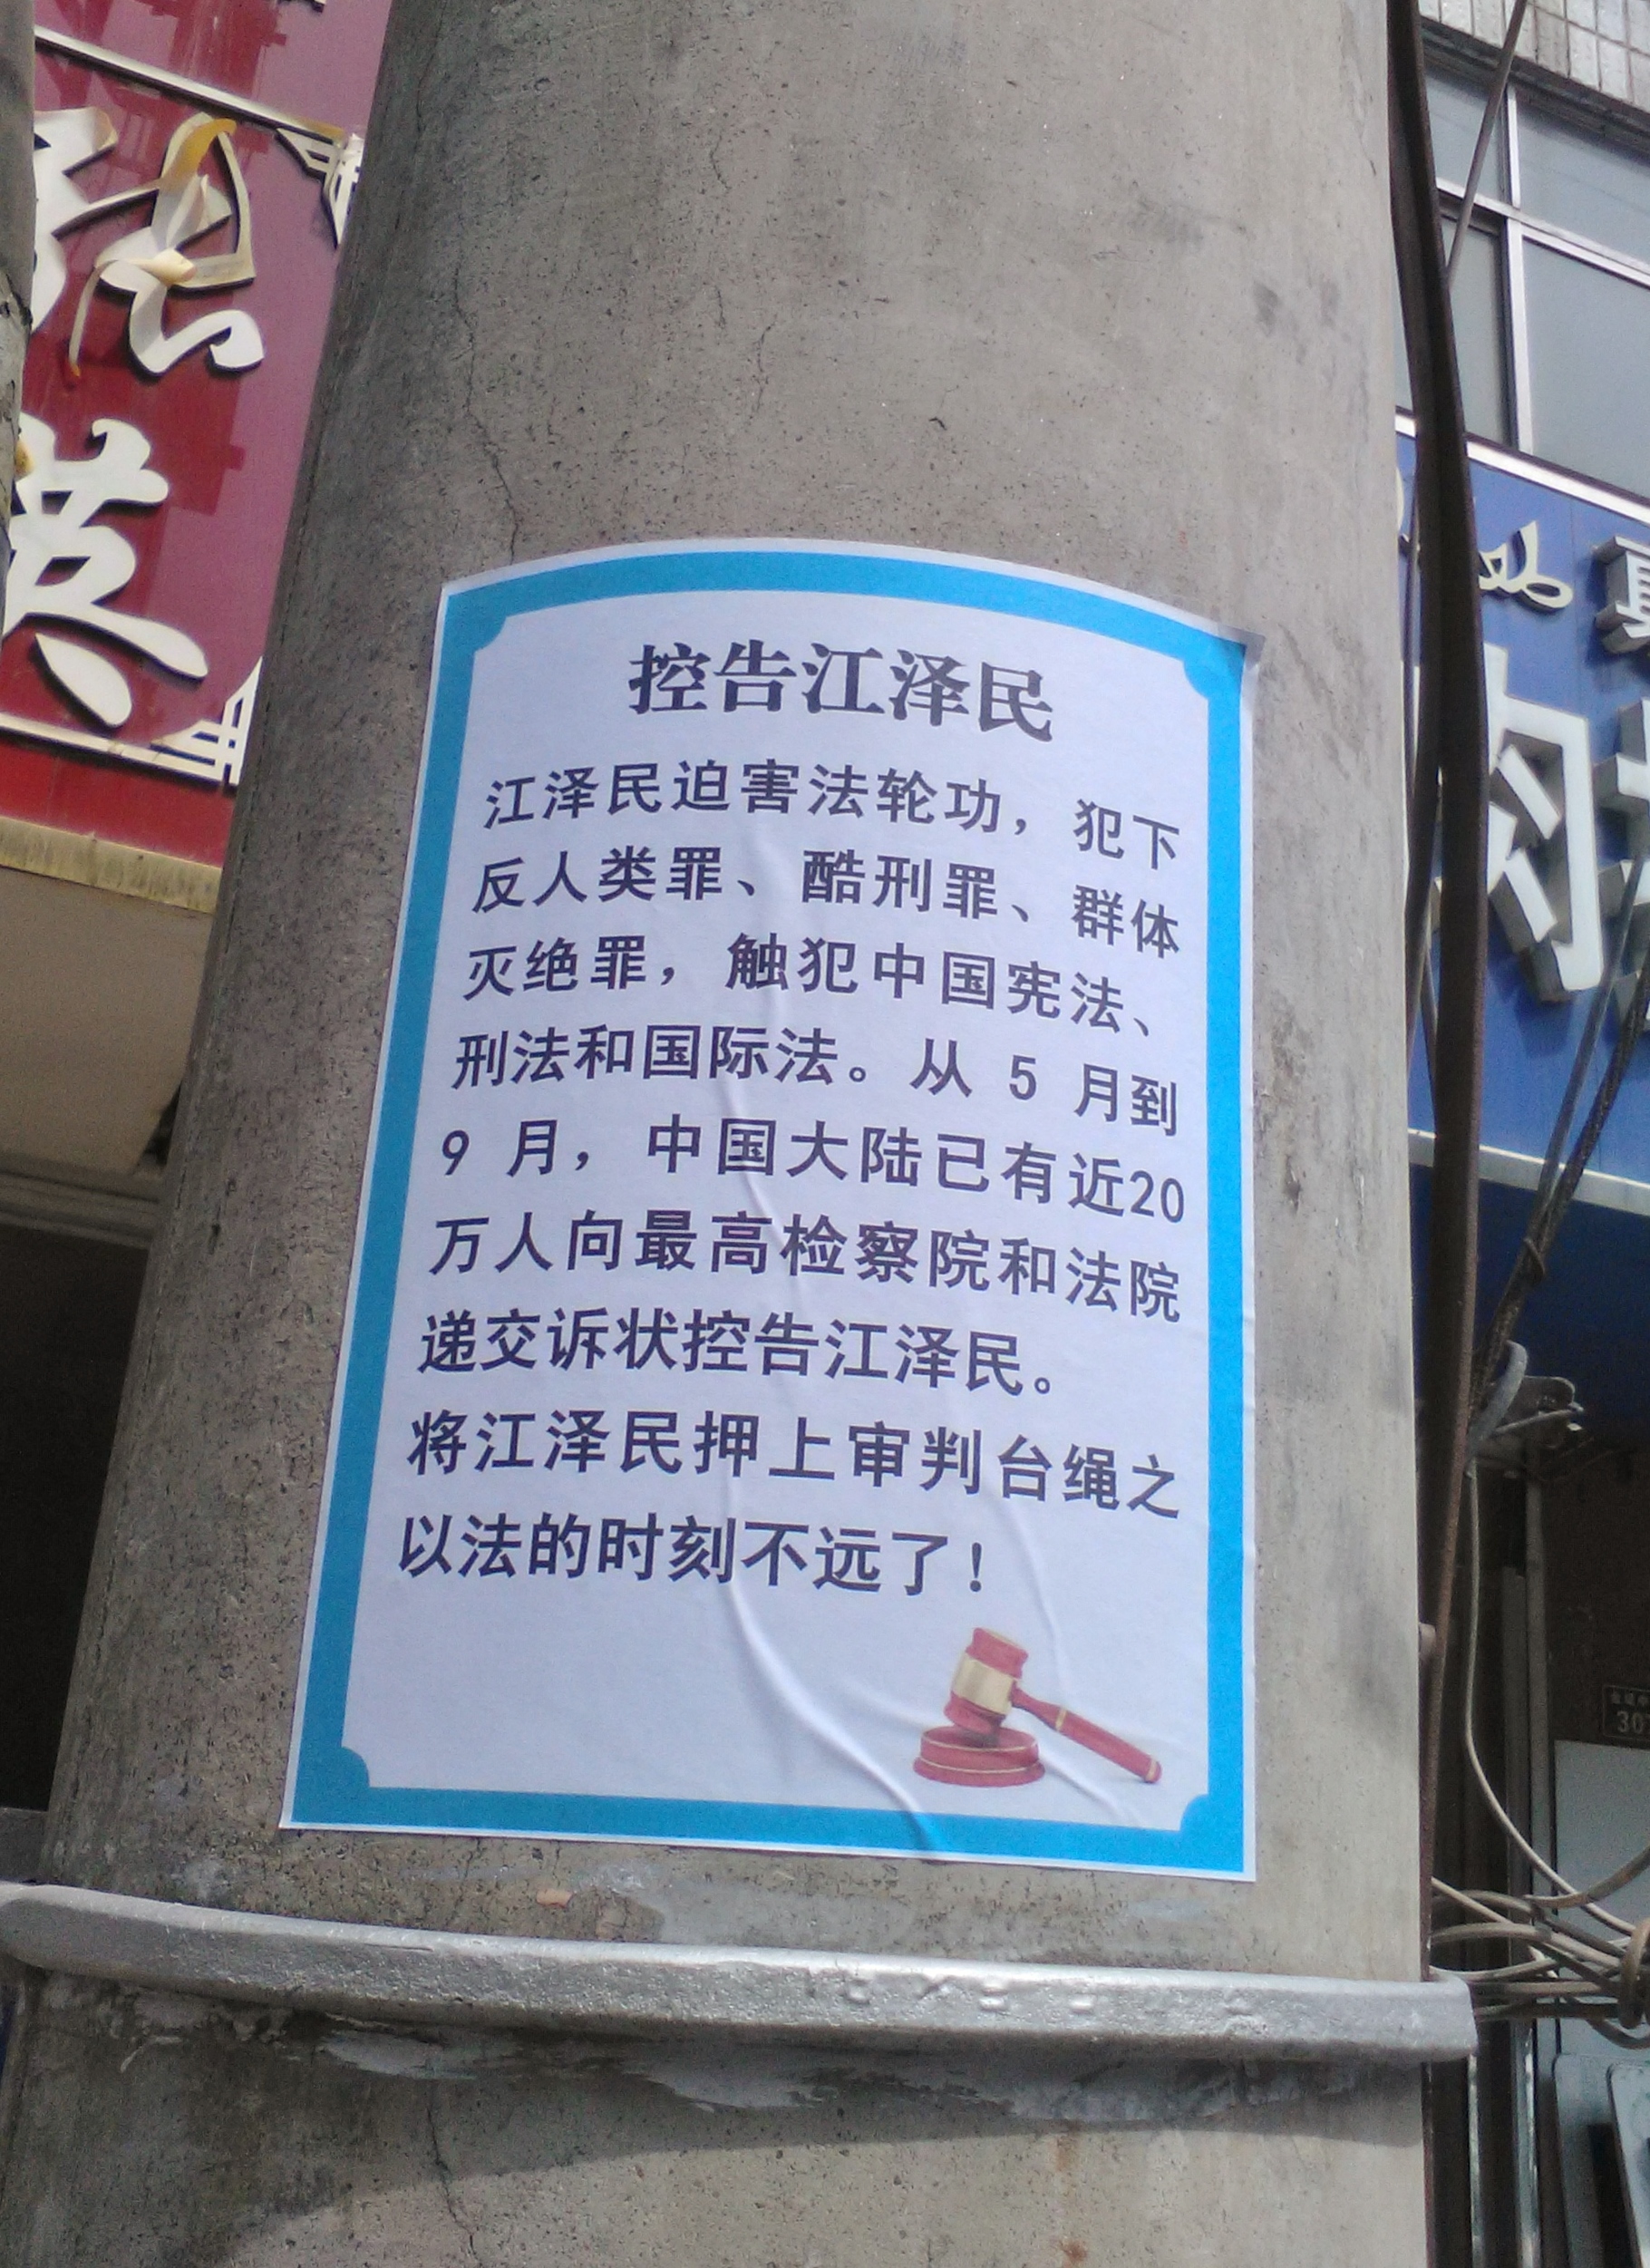 控告江泽民
江泽民迫害法轮功，犯下
反人类罪、酷刑罪、群体
灭绝罪，触犯中国宪法、
刑法和国际法。从 5 月到
9 月，中国大陆已有近20
万人向最高检察院和法院
递交诉状控告江泽民。
将江泽民押上审判台绳之
以法的时刻不远了！